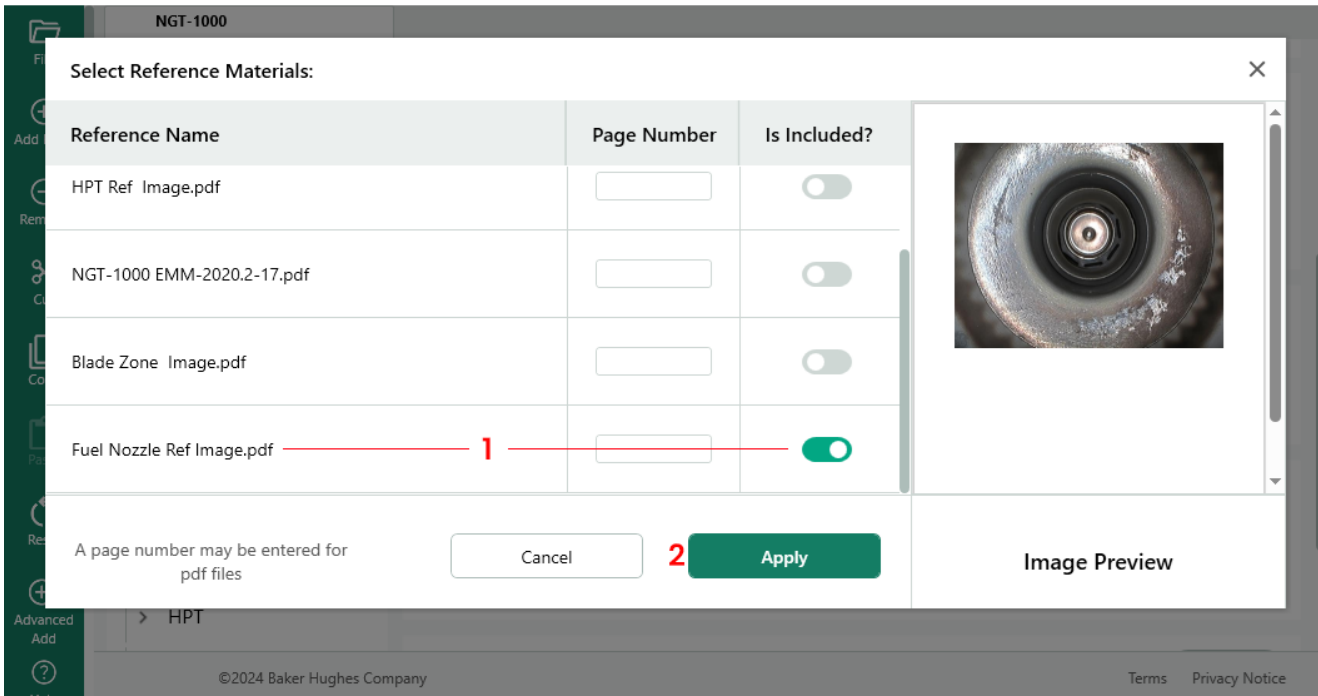 NGT-1000
Select Reference Materials:
Reference Name Page Number Is Included?
HPT Ref Image.pdf
NGT-1000 EMM-2020.2-17.pdf
Blade Zone Image.pdf
Fuel Nozzle Ref Image.pdf 1
A page number may be entered for
pdf files
Cancel
2 Apply
Image Preview
Add
Advanced
Add
HPT
©2024 Baker Hughes Company
Terms Privacy Notice